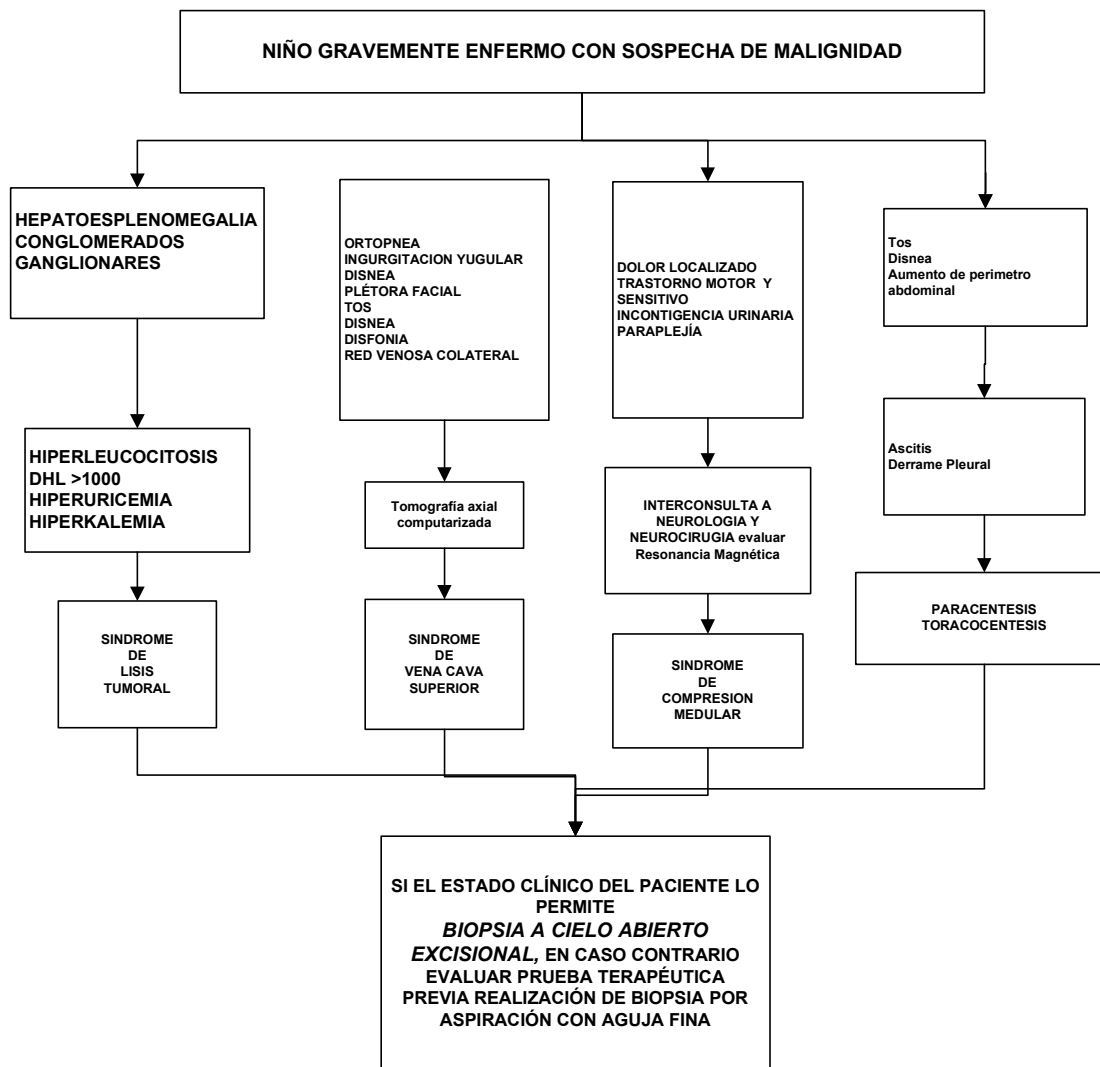 NIÑO GRAVEMENTE ENFERMO CON SOSPECHA DE MALIGNIDAD
HEPATOESPLENOMEGALIA
CONGLOMERADOS
GANGLIONARES
ORTOPNEA
INGURGITACION YUGULAR
DISNEA
PLÉTORA FACIAL
TOS
DISNEA
DISFONIA
RED VENOSA COLATERAL
DOLOR LOCALIZADO
TRASTORNO MOTOR Y
SENSITIVO
INCONTIGENCIA URINARIA
PARAPLEJÍA
Tos
Disnea
Aumento de perimetro
abdominal
HIPERLEUCOCITOSIS
DHL >1000
HIPERURICEMIA
HIPERKALEMIA
Tomografía axial
computarizada
INTERCONSULTA A
NEUROLOGIA Y
NEUROCIRUGIA evaluar
Resonancia Magnética
Ascitis
Derrame Pleural
SINDROME
DE
LISIS
TUMORAL
SINDROME
DE
VENA CAVA
SUPERIOR
SINDROME
DE
COMPRESION
MEDULAR
PARACENTESIS
TORACOCENTESIS
SI EL ESTADO CLÍNICO DEL PACIENTE LO
PERMITE
BIOPSIA A CIELO ABIERTO
EXCISIONAL, EN CASO CONTRARIO
EVALUAR PRUEBA TERAPÉUTICA
PREVIA REALIZACIÓN DE BIOPSIA POR
ASPIRACIÓN CON AGUJA FINA